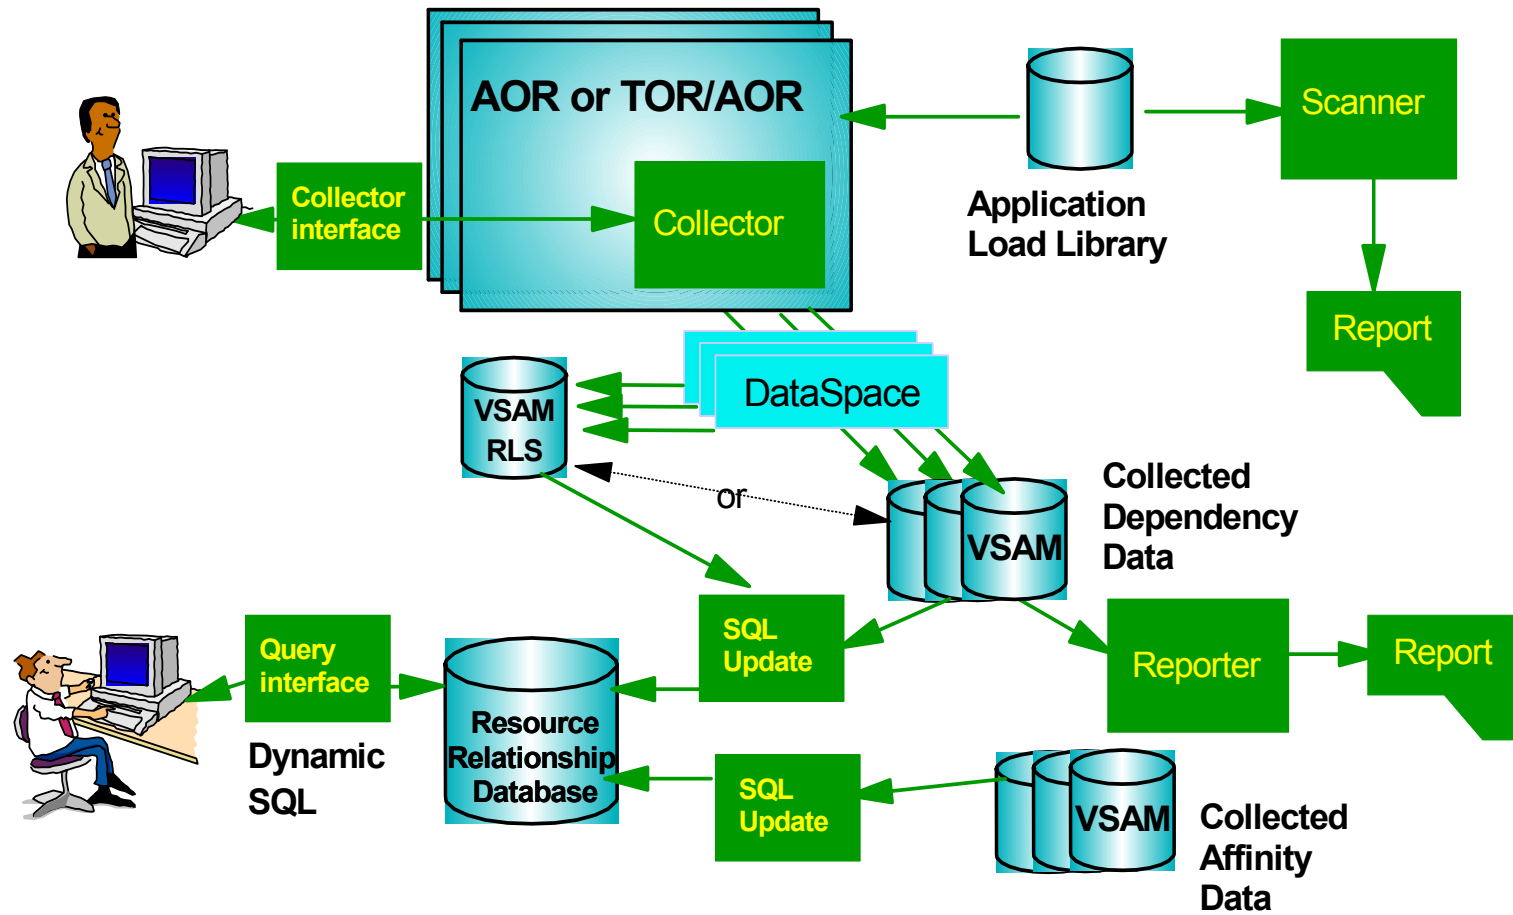 AOR or TOR/AOR
Scanner
Collector
interface
Collector
Application
Load Library
Report
DataSpace
VSAM
RLS
or
VSAM
Collected
Dependency
Data
SQL
Update
Query
interface
Reporter
Report
Resource
Relationship
Database
Dynamic
SQL
SQL
Update
VSAM
Collected
Affinity
Data